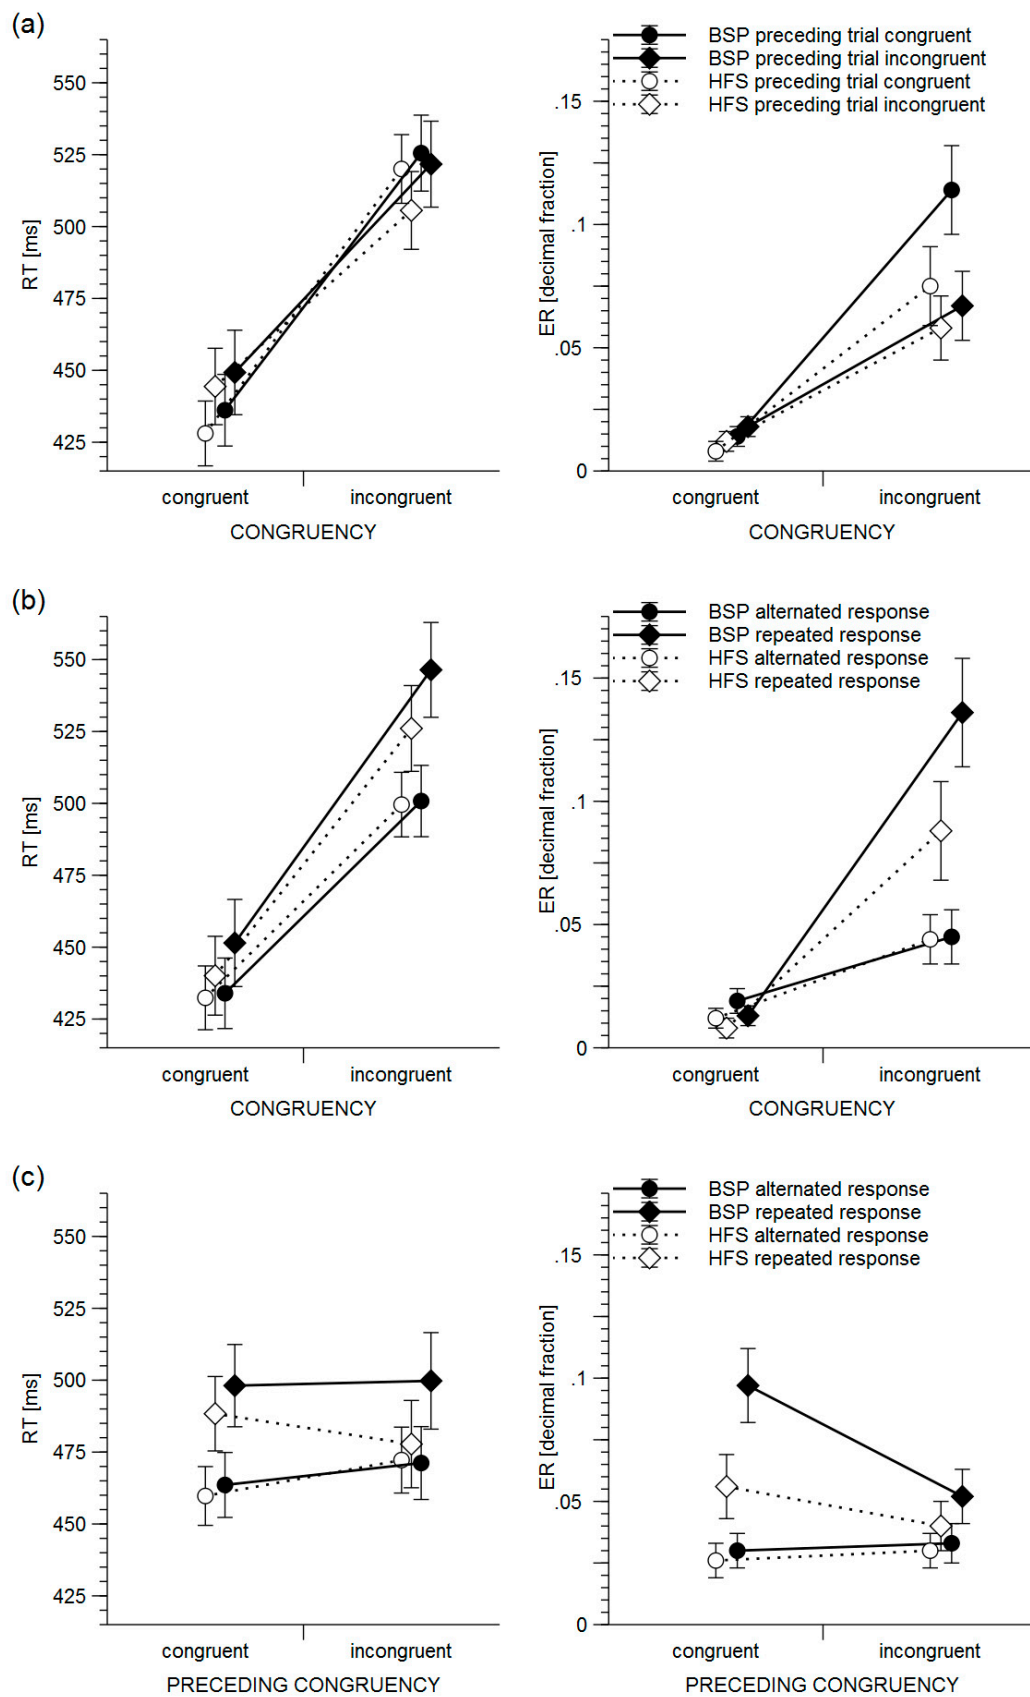 (a)
550
525
500
475
450
425
RT [ms]
congruent incongruent
CONGRUENCY
BSP preceding trial congruent
BSP preceding trial incongruent
HFS preceding trial congruent
HFS preceding trial incongruent
.15
.1
.05
0
ER [decimal fraction]
congruent incongruent
CONGRUENCY
(b)
550
525
500
475
450
425
RT [ms]
congruent incongruent
CONGRUENCY
BSP alternated response
BSP repeated response
HFS alternated response
HFS repeated response
.15
.1
.05
0
ER [decimal fraction]
congruent incongruent
CONGRUENCY
(c)
550
525
500
475
450
425
RT [ms]
congruent incongruent
PRECEDING CONGRUENCY
BSP alternated response
BSP repeated response
HFS alternated response
HFS repeated response
.15
.1
.05
0
ER [decimal fraction]
congruent incongruent
PRECEDING CONGRUENCY